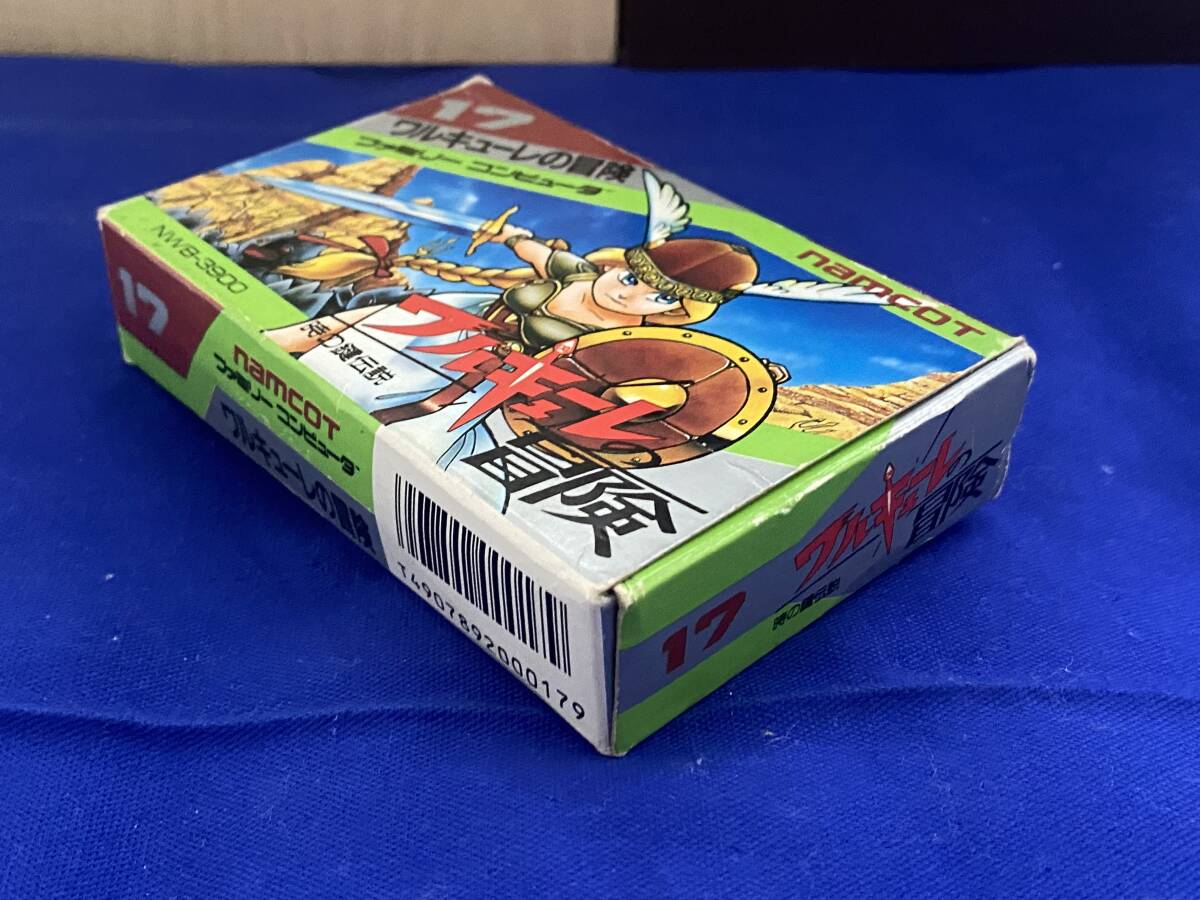 17
ワルキューレの冒険
ファミリー コンピュータ
namcoT
時の鍵伝説
ワルキューレの
冒険
NWB-3900
17
namcoT
ファミリー コンピュータ
ワルキューレの冒険
T4907892000179
17
ワルキューレの
冒険
時の鍵伝説